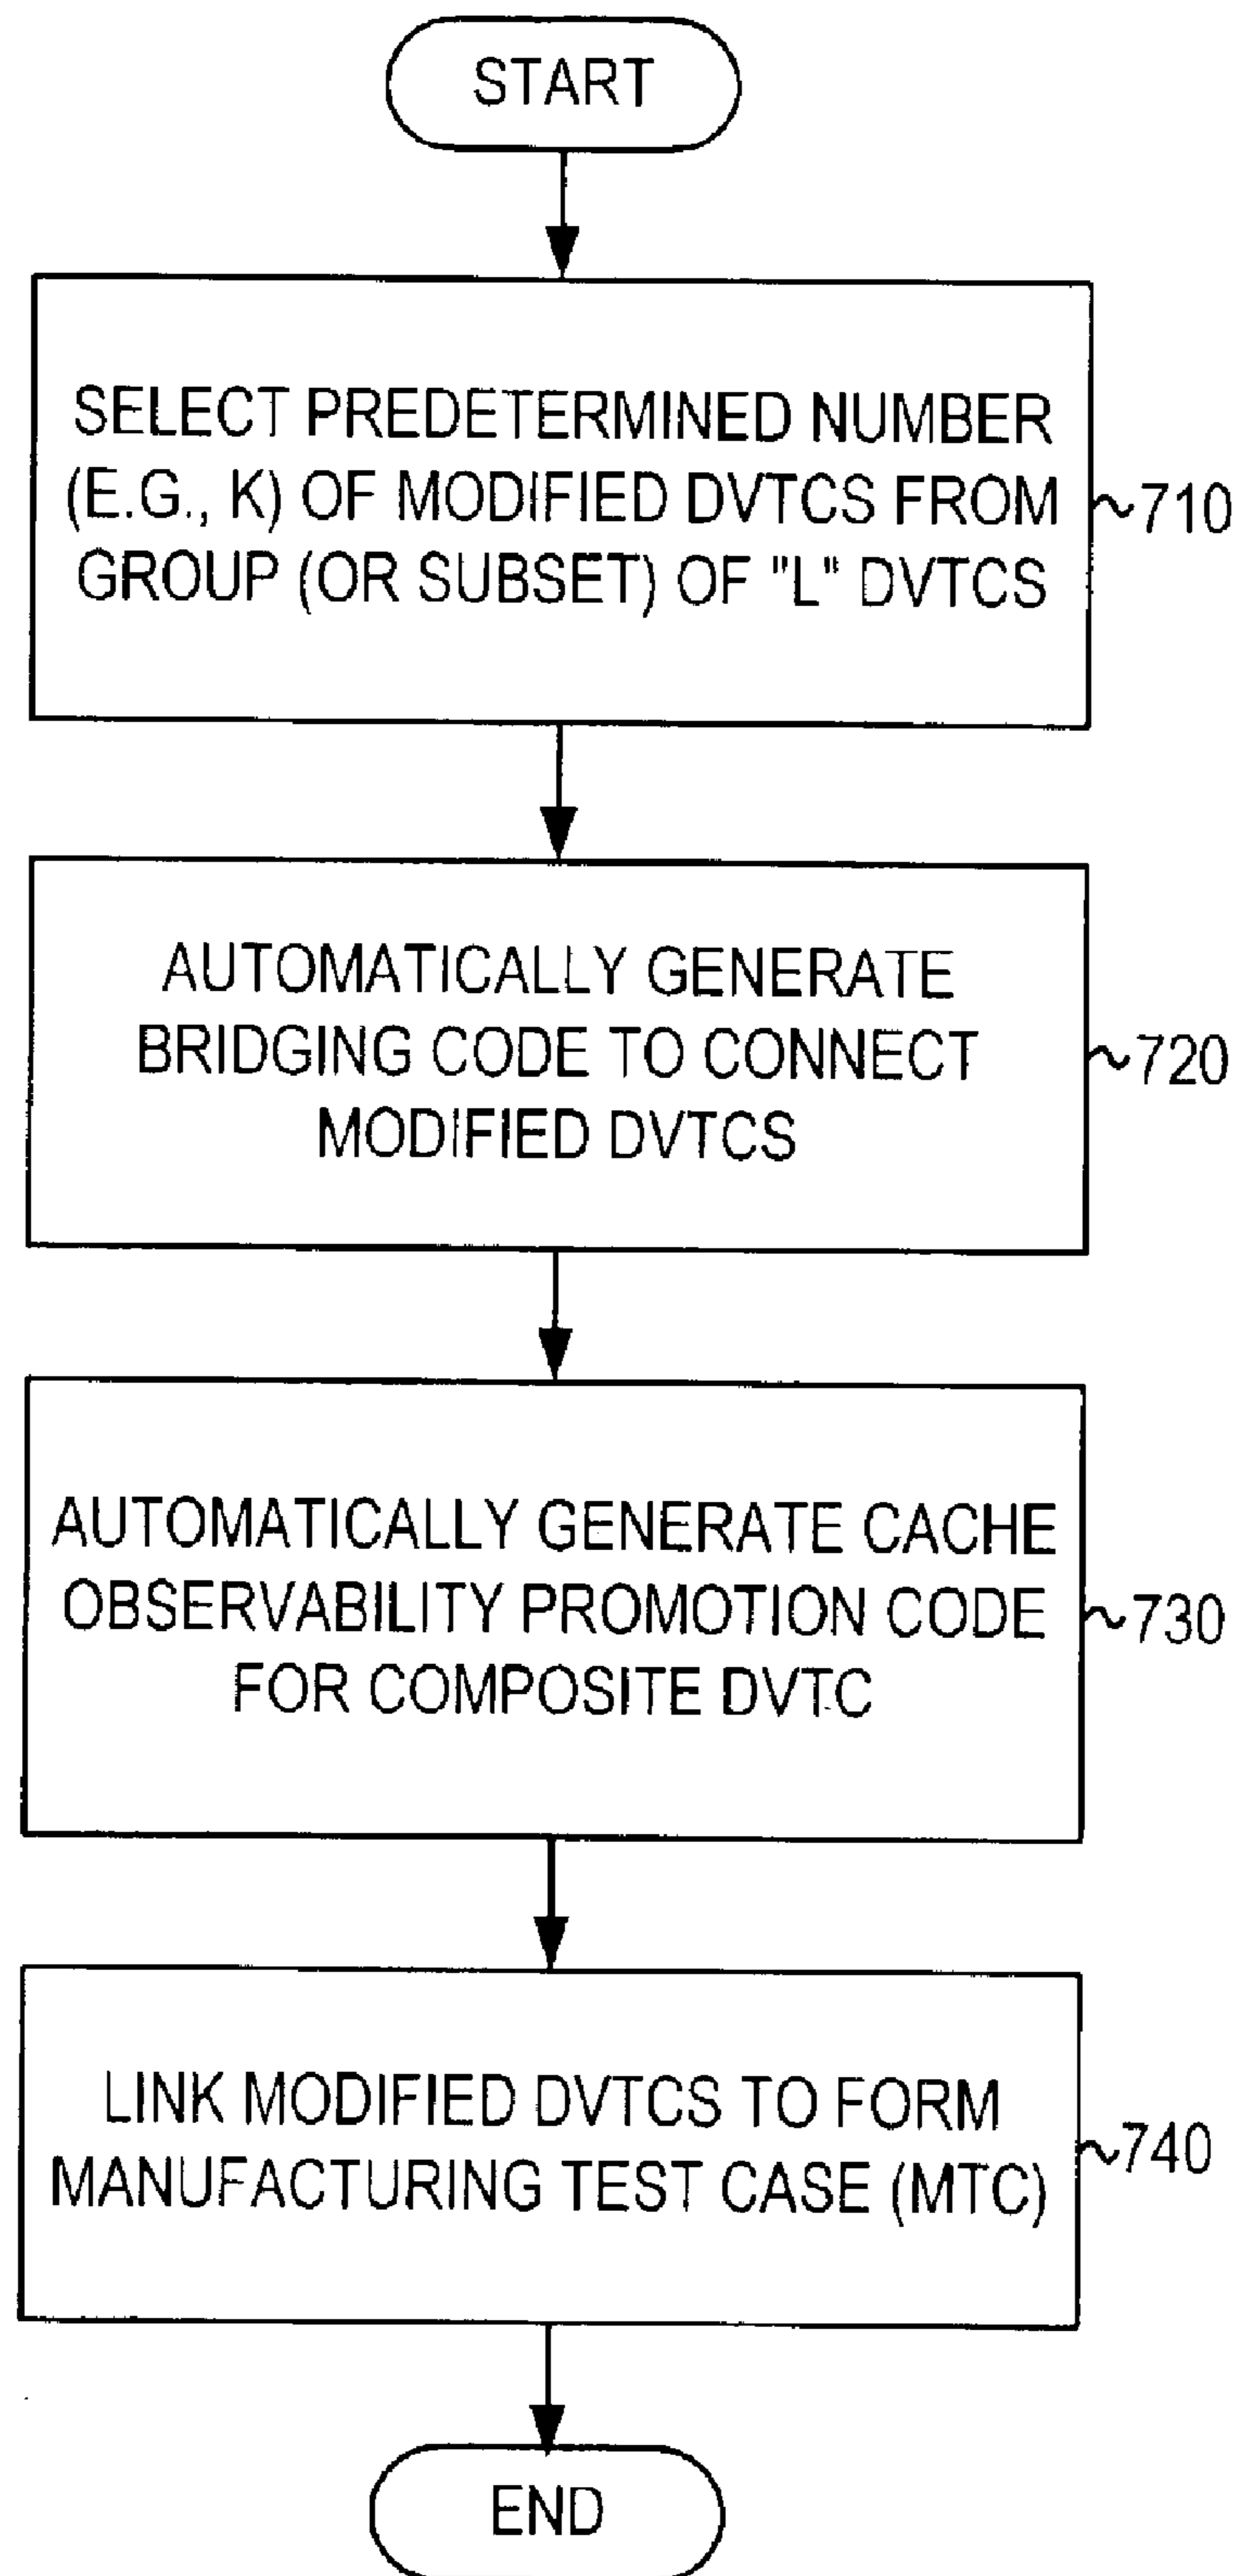 START
SELECT PREDETERMINED NUMBER
(E.G., K) OF MODIFIED DVTCS FROM
GROUP (OR SUBSET) OF "L" DVTCS
710
AUTOMATICALLY GENERATE
BRIDGING CODE TO CONNECT
MODIFIED DVTCS
720
AUTOMATICALLY GENERATE CACHE
OBSERVABILITY PROMOTION CODE
FOR COMPOSITE DVTC
730
LINK MODIFIED DVTCS TO FORM
MANUFACTURING TEST CASE (MTC)
740
END